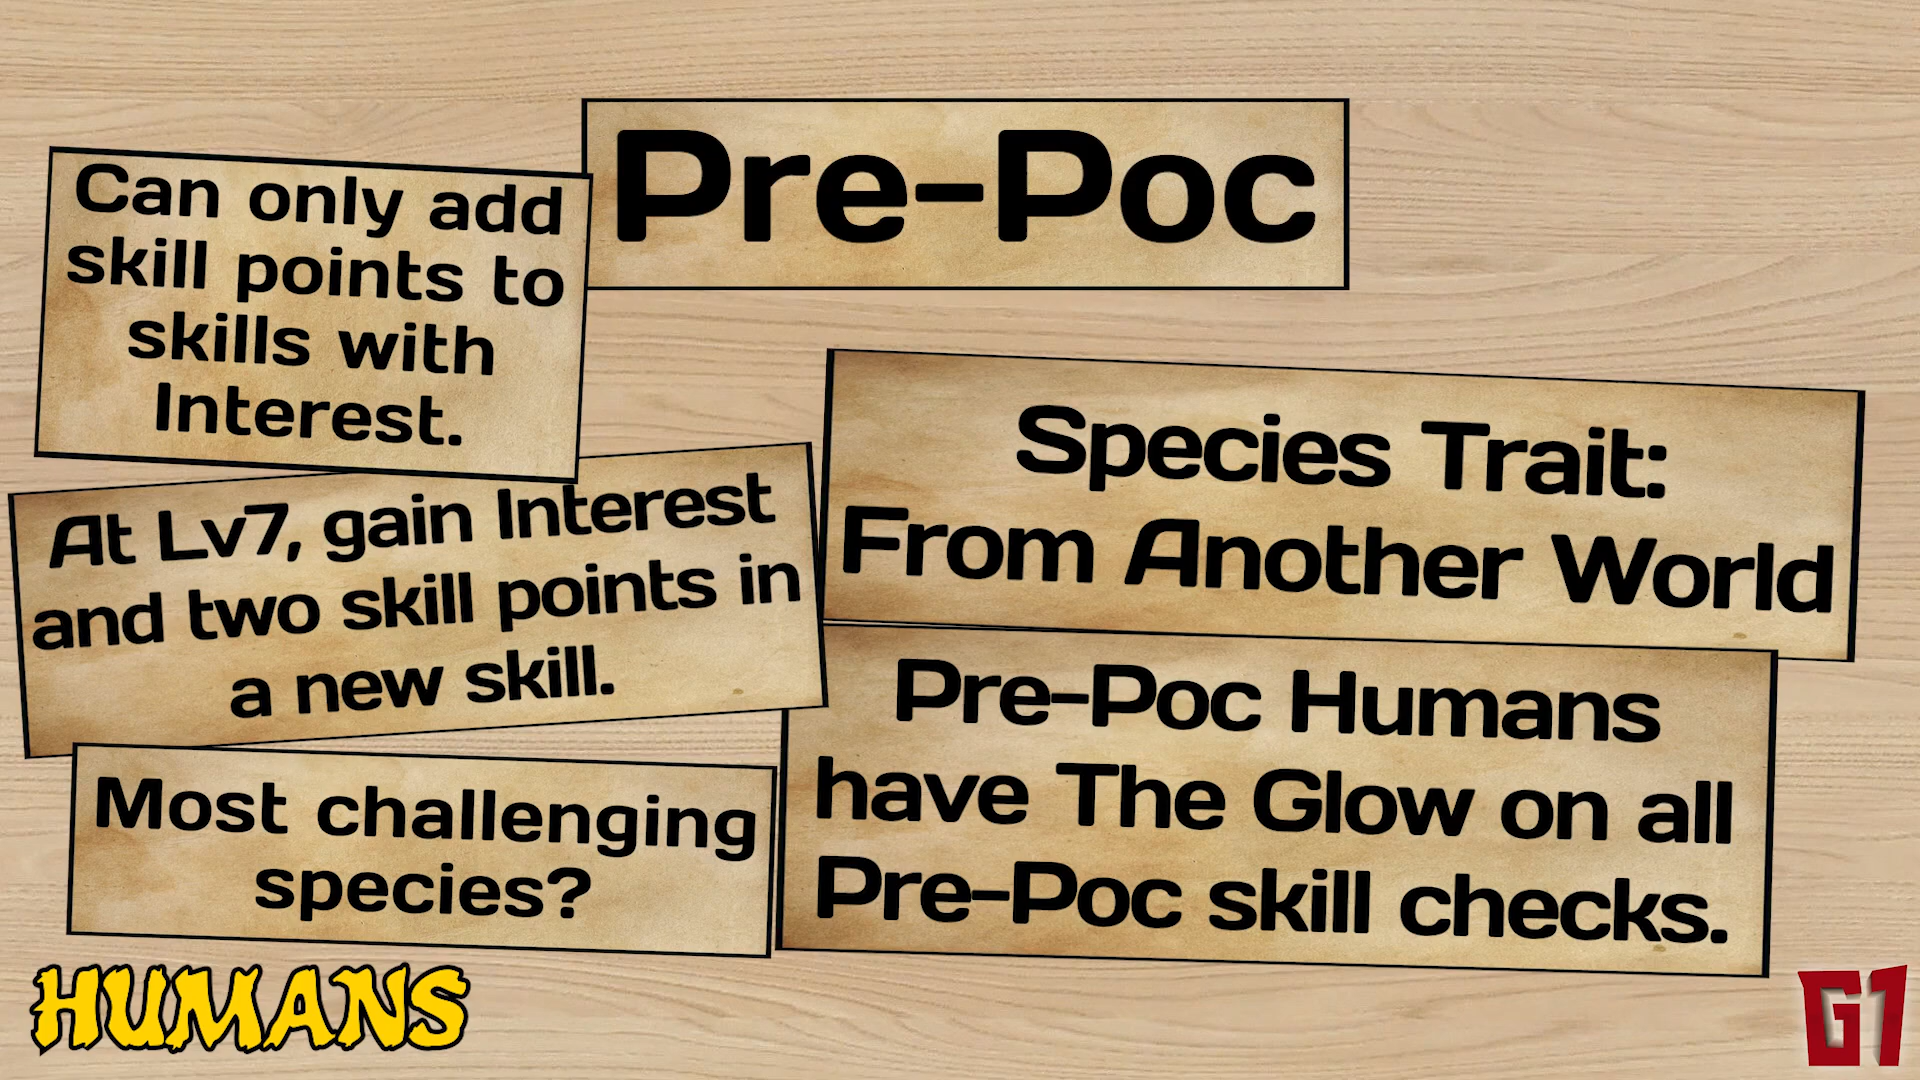 Pre-Poc
Can only add
skill points to
skills with
Interest.
At Lv7, gain Interest
and two skill points in
a new skill.
Most challenging
species?
Species Trait:
From Another World
Pre-Poc Humans
have The Glow on all
Pre-Poc skill checks.
HUMANS
G1